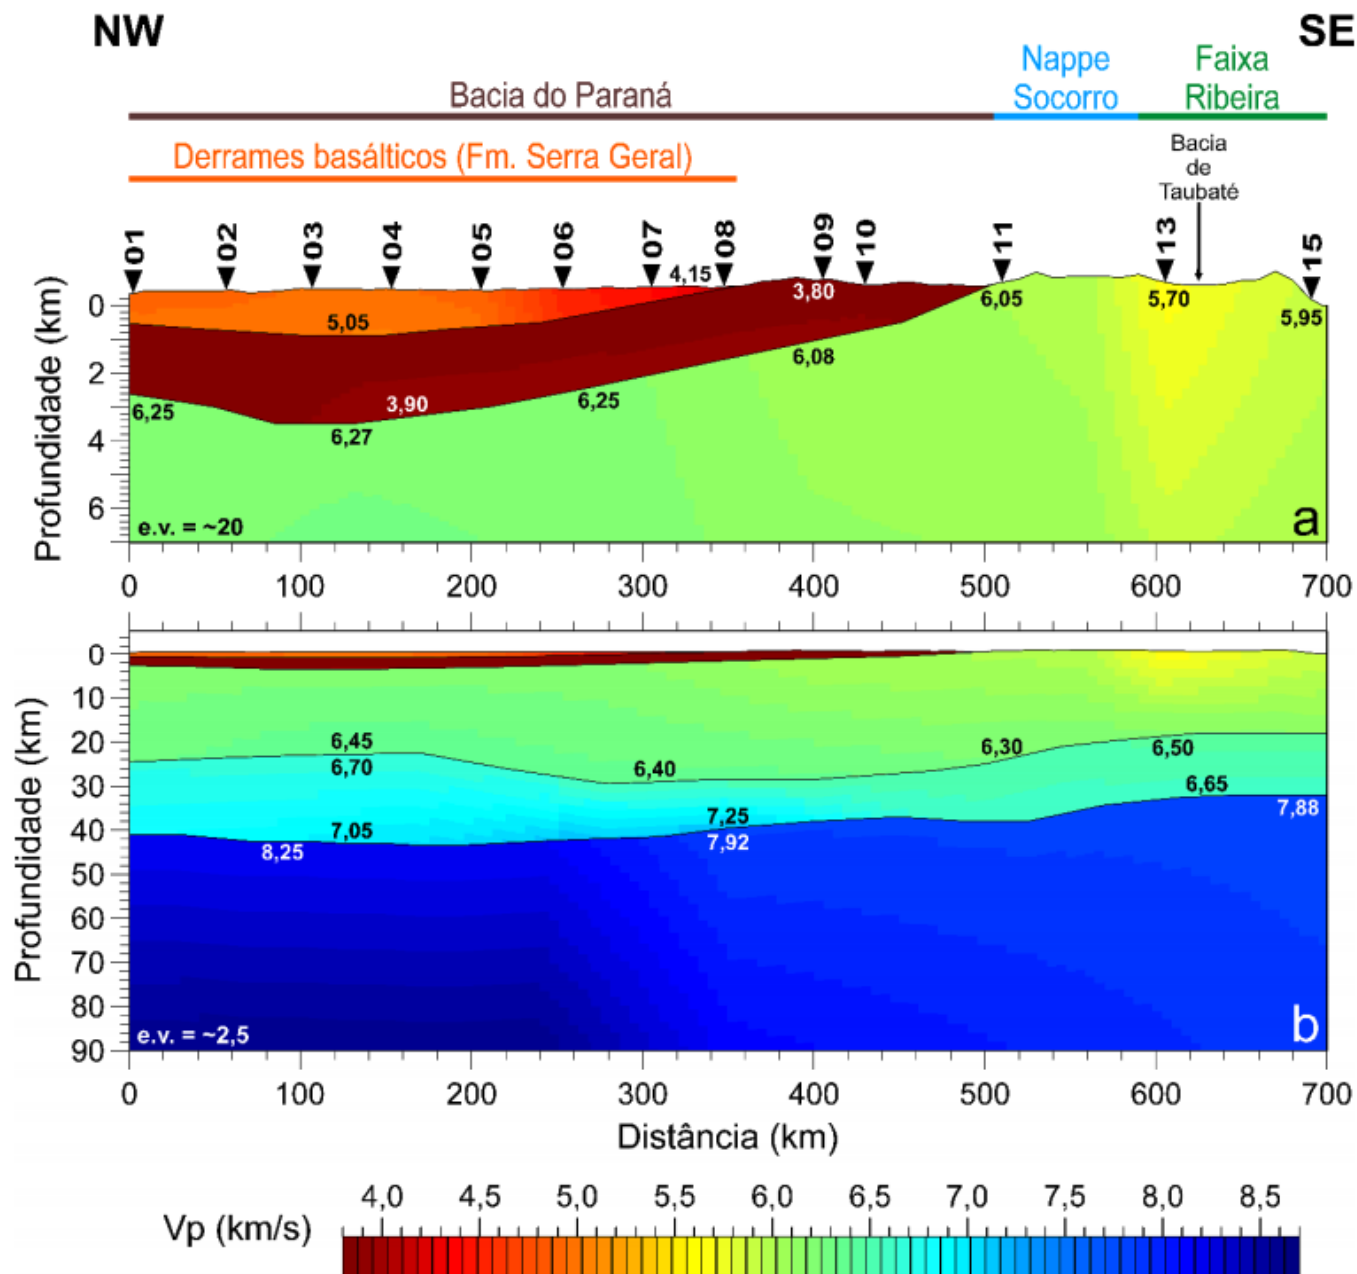 NW
SE
Nappe
Socorro
Faixa
Ribeira
Bacia do Paraná
Derrames basálticos (Fm. Serra Geral)
Bacia
de
Taubaté
01 02 03 04 05 06 07 08 09 10 11 13 15
4,15
3,80
5,05
6,05
5,70
5,95
6,08
6,25
3,90
6,25
6,27
Profundidade (km)
0
2
4
6
e.v. = ~20
a
0 100 200 300 400 500 600 700
Profundidade (km)
0
10
20
30
40
50
60
70
80
90
6,45
6,70
6,40
6,30
6,50
6,65
7,25
7,05
7,88
7,92
8,25
e.v. = ~2,5
b
0 100 200 300 400 500 600 700
Distância (km)
4,0 4,5 5,0 5,5 6,0 6,5 7,0 7,5 8,0 8,5
Vp (km/s)